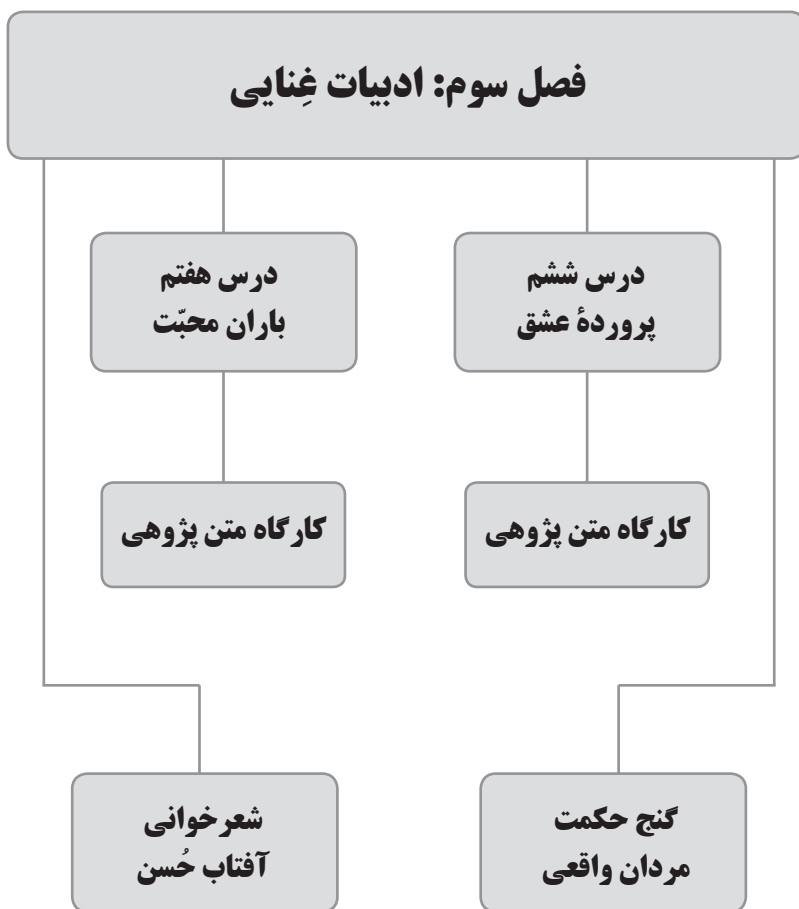 فصل سوم: ادبیات غِنایی
درس ششم
پروردهٔ عشق
درس هفتم
باران محبّت
کارگاه متن پژوهی
کارگاه متن پژوهی
گنج حکمت
مردان واقعی
شعرخوانی
آفتاب حُسن